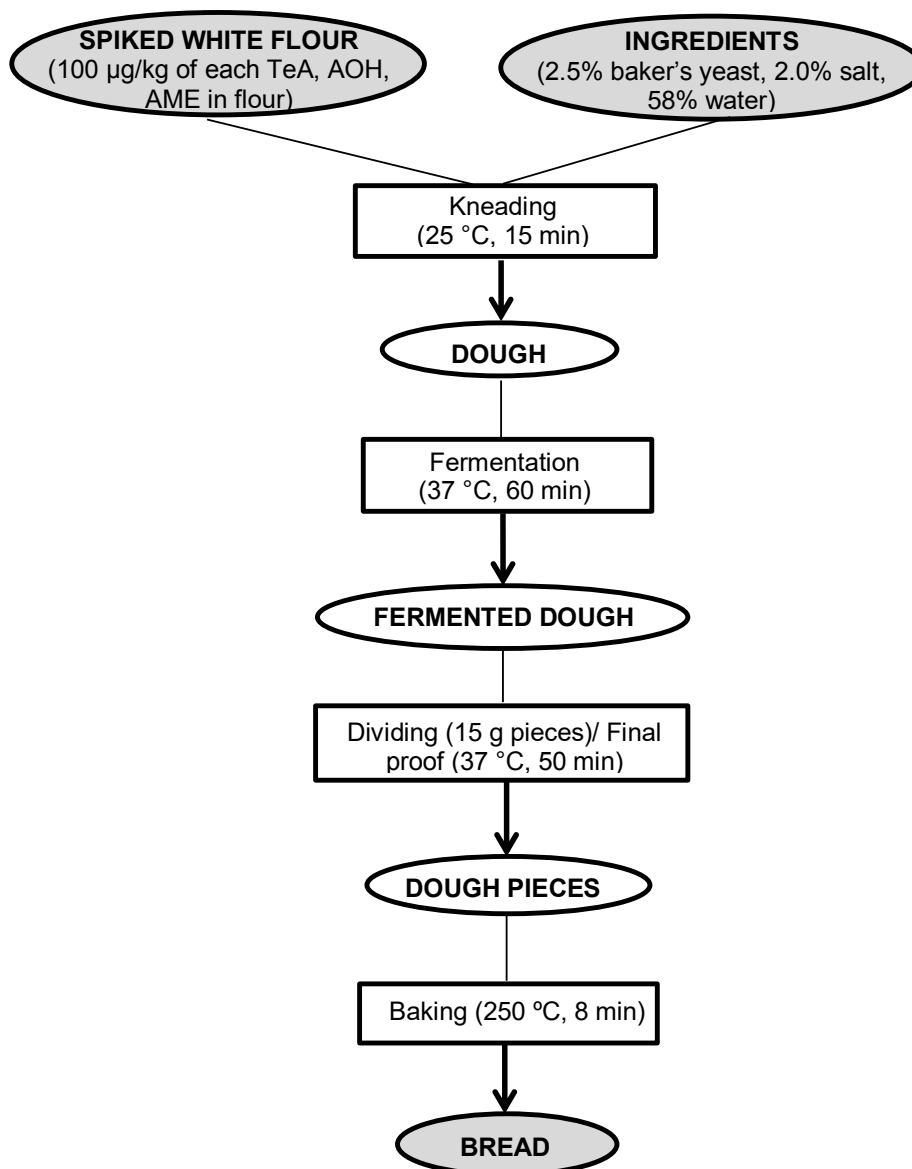 SPIKED WHITE FLOUR
(100 µg/kg of each TeA, AOH,
AME in flour)
INGREDIENTS
(2.5% baker’s yeast, 2.0% salt,
58% water)
Kneading
(25 °C, 15 min)
DOUGH
Fermentation
(37 °C, 60 min)
FERMENTED DOUGH
Dividing (15 g pieces)/ Final
proof (37 °C, 50 min)
DOUGH PIECES
Baking (250 ºC, 8 min)
BREAD